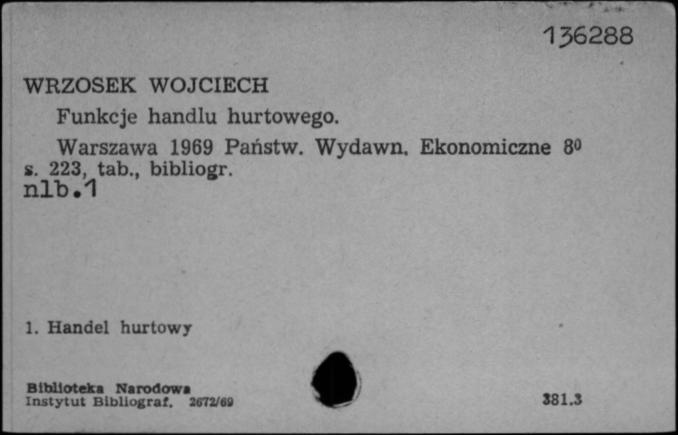 136288
WRZOSEK WOJCIECH
Funkcje handlu hurtowego.
Warszawa 1969 Państw. Wydawn. Ekonomiczne 8⁰
s. 223, tab., bibliogr.
nlb.1
1. Handel hurtowy
Biblioteka Narodowa
Instytut Bibliograf. 2672/69
381.3